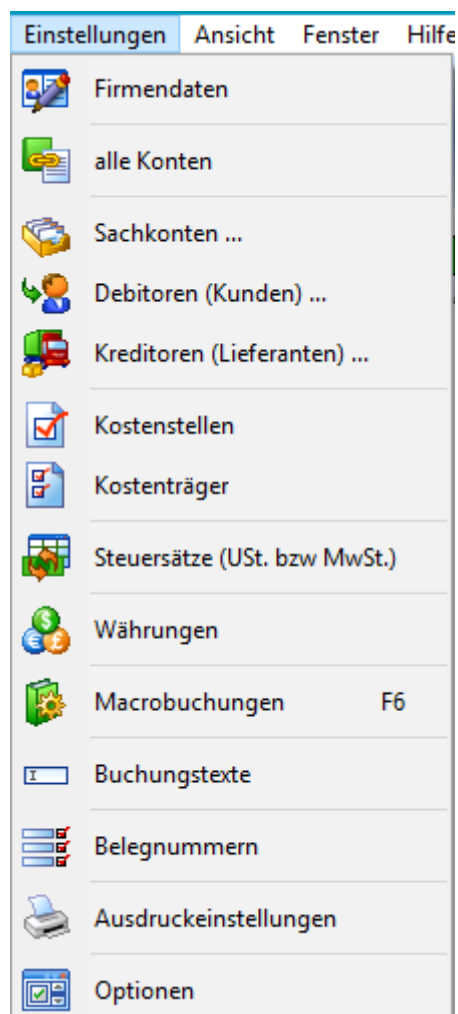 Einstellungen Ansicht Fenster Hilfe
Firmendaten
alle Konten
Sachkonten ...
Debitoren (Kunden) ...
Kreditoren (Lieferanten) ...
Kostenstellen
Kostenträger
Steuersätze (USt. bzw MwSt.)
Währungen
Macrobuchungen F6
Buchungstexte
Belegnummern
Ausdruckeinstellungen
Optionen